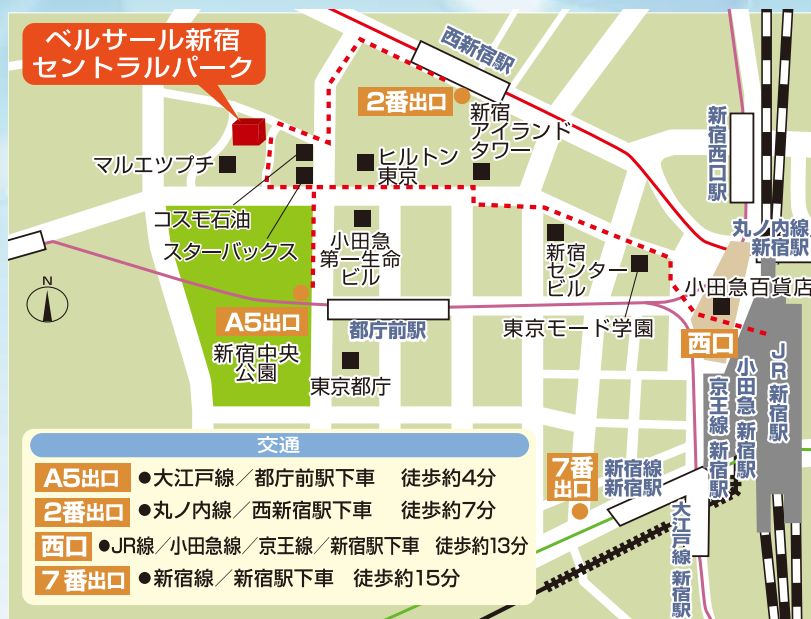 ベルサール新宿
セントラルパーク
西新宿駅
2番出口
新宿
アイランド
タワー
新宿西口駅
マルエツプチ
ヒルトン
東京
コスモ石油
スターバックス
小田急
第一生命
ビル
新宿
センター
ビル
丸ノ内線
新宿駅
小田急百貨店
N
A5出口
都庁前駅
東京モード学園
西口
新宿中央
公園
東京都庁
JR 新宿駅
小田急 新宿駅
京王線 新宿駅
7番
出口
新宿線
新宿駅
大江戸線 新宿駅
交通
A5出口 ●大江戸線／都庁前駅下車 徒歩約4分
2番出口 ●丸ノ内線／西新宿駅下車 徒歩約7分
西口 ●JR線／小田急線／京王線／新宿駅下車 徒歩約13分
7番出口 ●新宿線／新宿駅下車 徒歩約15分